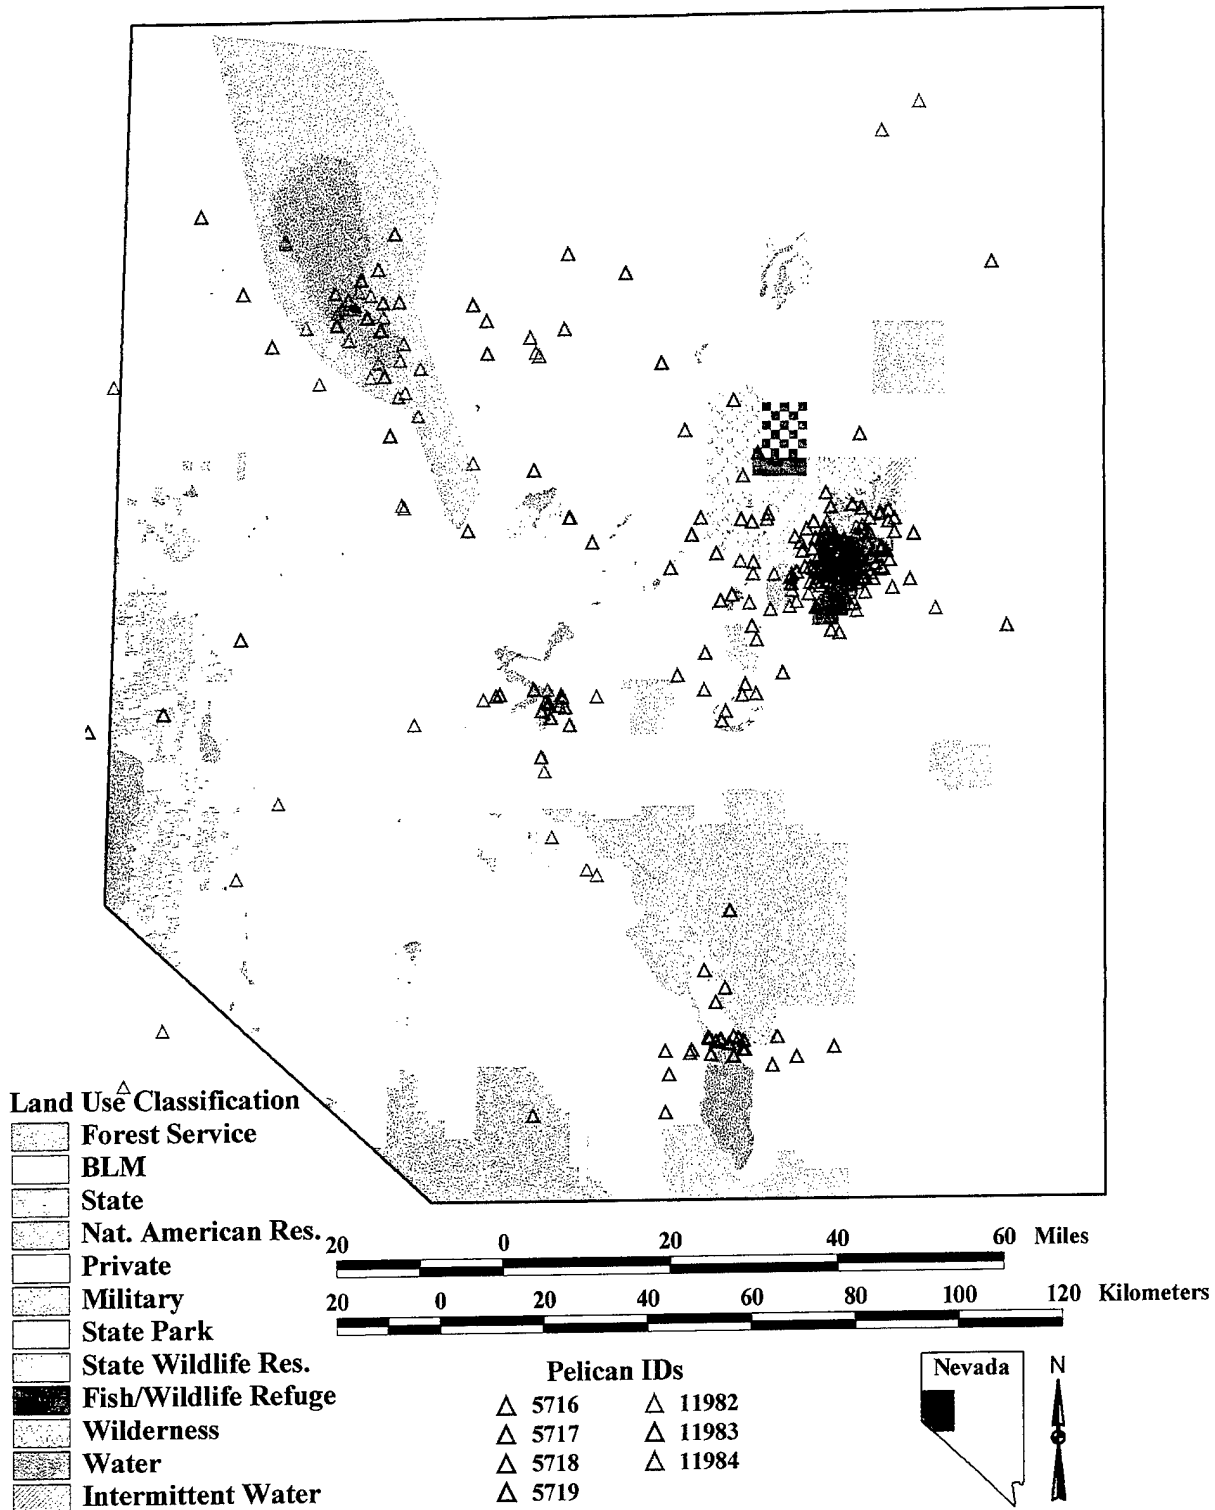 Land Use Classification
Forest Service
BLM
State
Nat. American Res.
Private
Military
State Park
State Wildlife Res.
Fish/Wildlife Refuge
Wilderness
Water
Intermittent Water
20 0 20 40 60 Miles
20 0 20 40 60 80 100 120 Kilometers
Pelican IDs
5716 11982
5717 11983
5718 11984
5719
Nevada
N